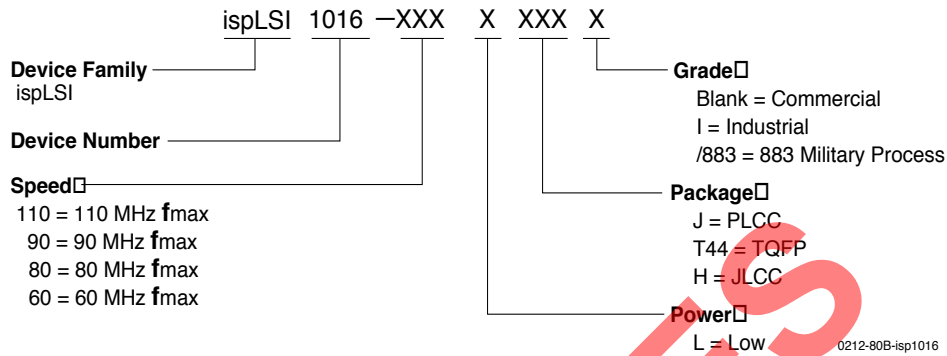 ispLSI 1016 –XXX X XXX X
Device Family
ispLSI
Device Number
Speed
110 = 110 MHz fmax
90 = 90 MHz fmax
80 = 80 MHz fmax
60 = 60 MHz fmax
Grade
Blank = Commercial
I = Industrial
/883 = 883 Military Process
Package
J = PLCC
T44 = TQFP
H = JLCC
Power
L = Low
0212-80B-isp1016